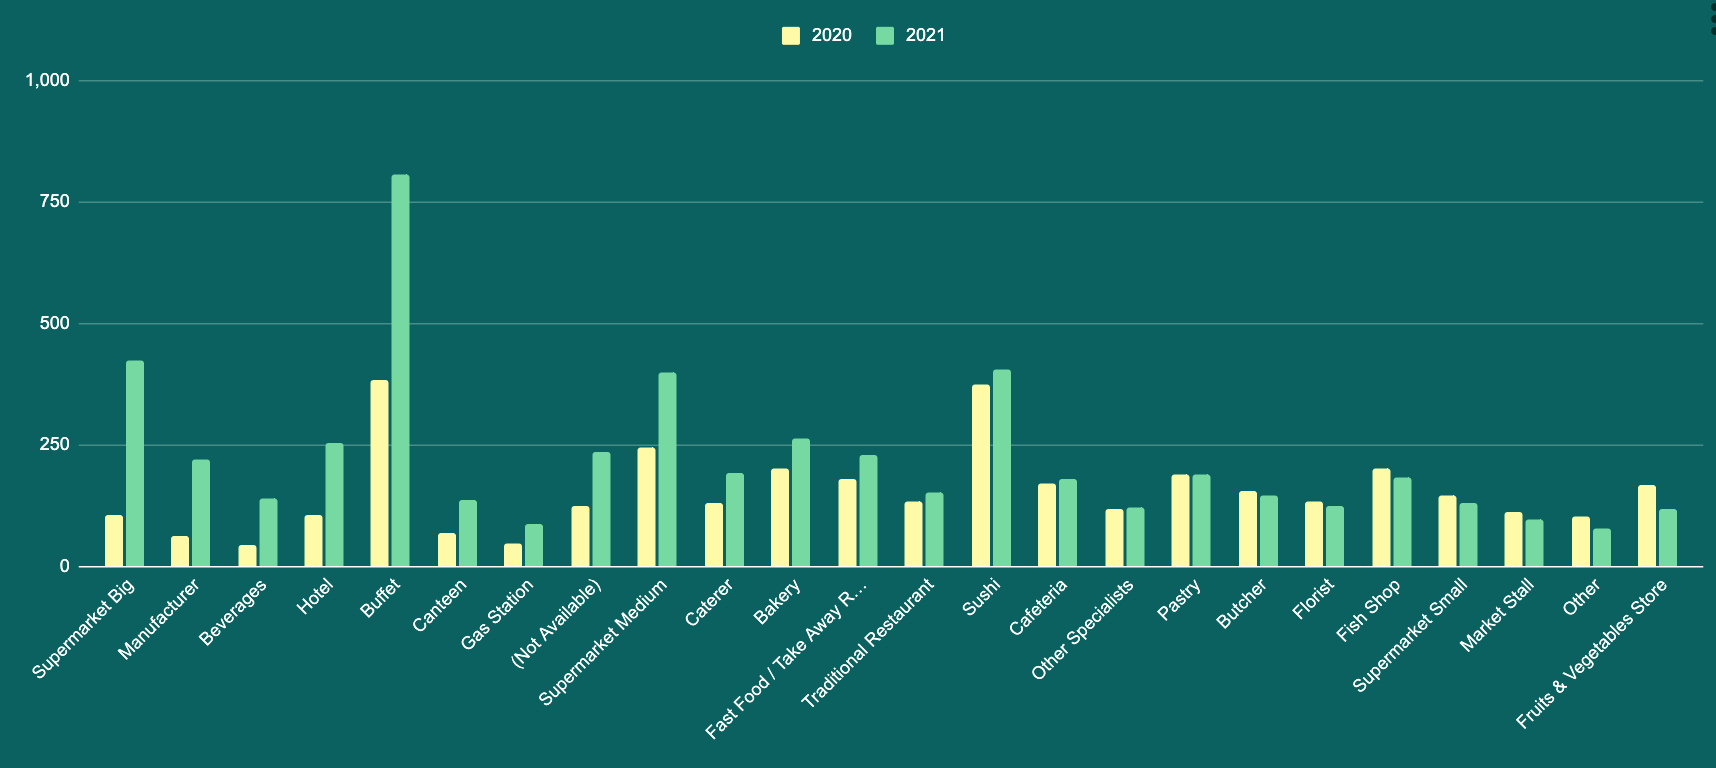 2020 2021
1,000
750
500
250
0
Supermarket Big
Manufacturer
Beverages
Hotel
Buffet
Canteen
Gas Station
(Not Available)
Supermarket Medium
Caterer
Bakery
Fast Food / Take Away R...
Traditional Restaurant
Sushi
Cafeteria
Other Specialists
Pastry
Butcher
Florist
Fish Shop
Supermarket Small
Market Stall
Other
Fruits & Vegetables Store